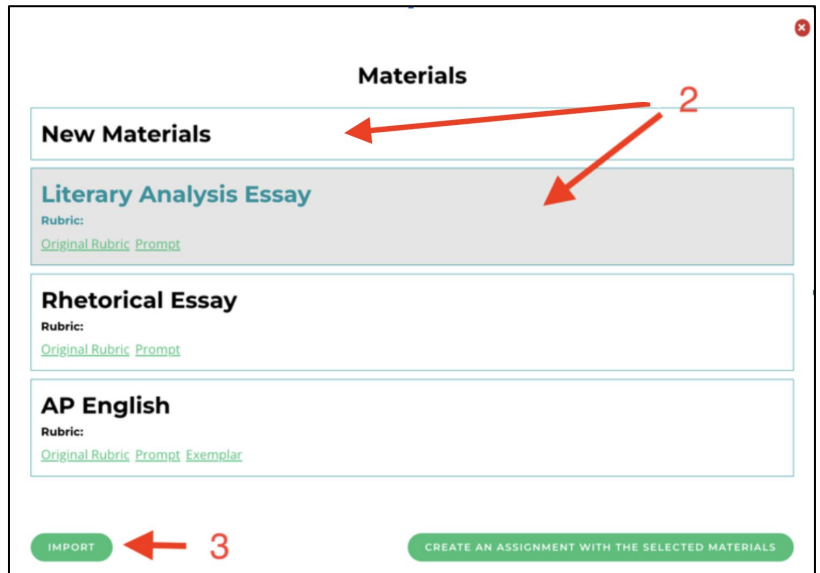 Materials
2
New Materials
Literary Analysis Essay
Rubric:
Original Rubric Prompt
Rhetorical Essay
Rubric:
Original Rubric Prompt
AP English
Rubric:
Original Rubric Prompt Exemplar
IMPORT 3 CREATE AN ASSIGNMENT WITH THE SELECTED MATERIALS